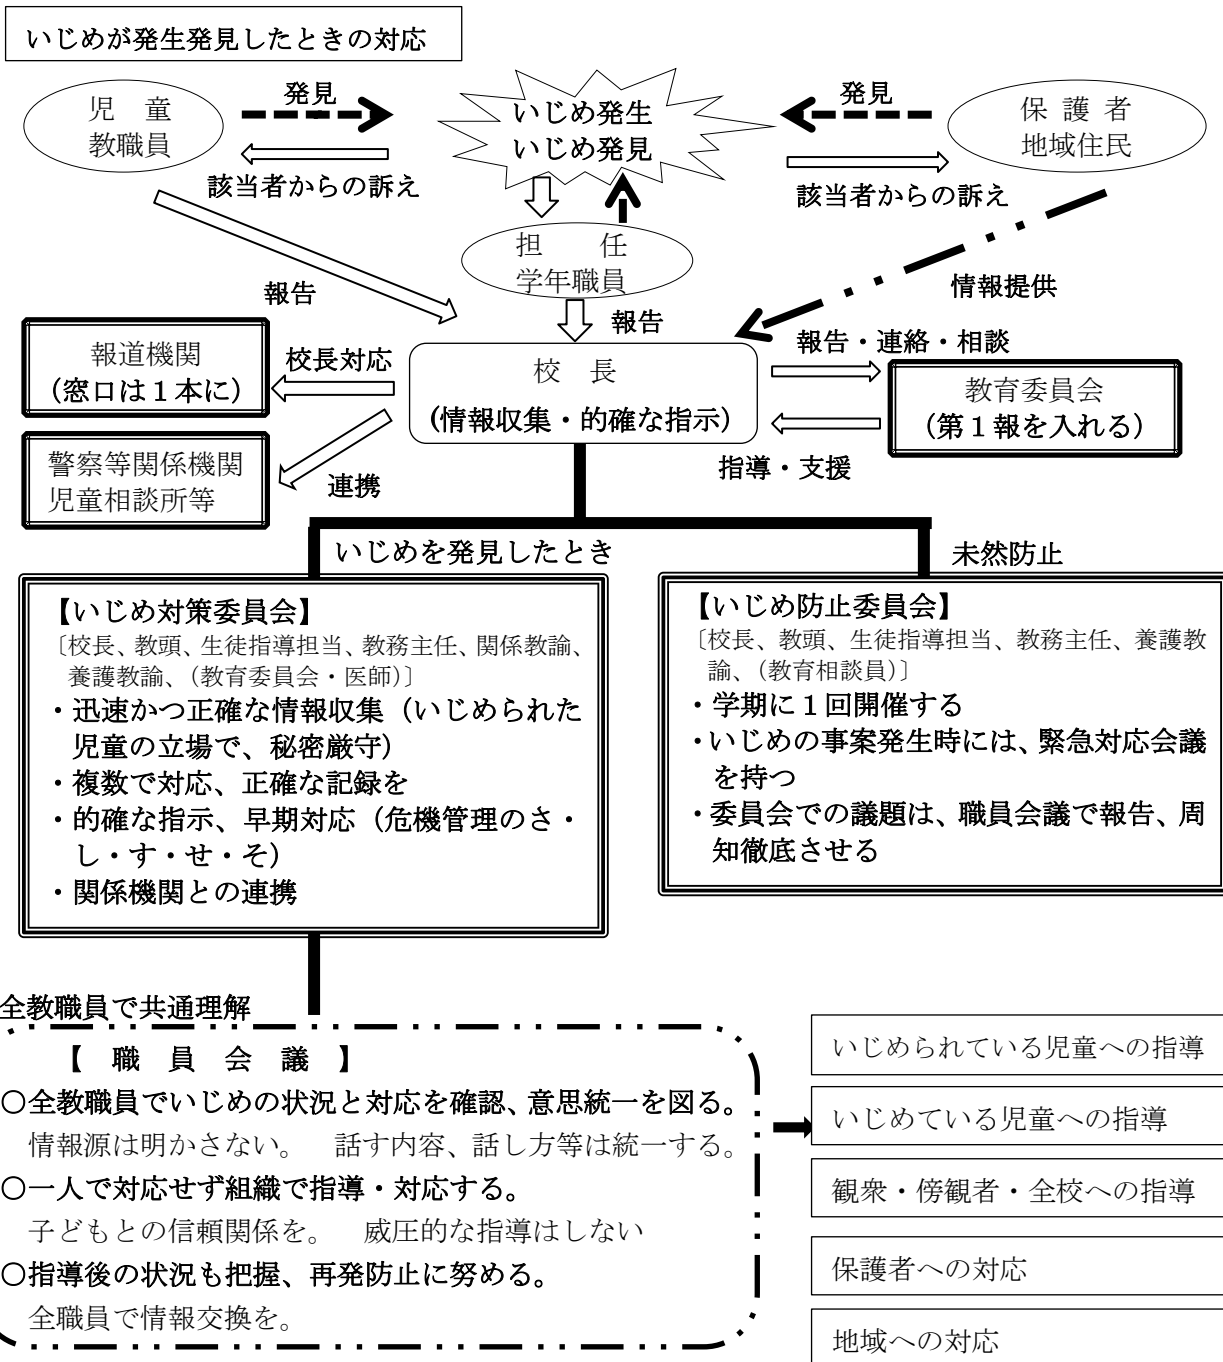 いじめが発生発見したときの対応
児　童
教職員
発見
いじめ発生
いじめ発見
発見
保 護 者
地域住民
該当者からの訴え
該当者からの訴え
担　　任
学年職員
報告
報告
情報提供
報道機関
（窓口は１本に）
校長対応
校　長
（情報収集・的確な指示）
報告・連絡・相談
教育委員会
（第１報を入れる）
指導・支援
警察等関係機関
児童相談所等
連携
いじめを発見したとき
未然防止
【いじめ対策委員会】
〔校長、教頭、生徒指導担当、教務主任、関係教諭、
養護教諭、（教育委員会・医師）〕
・迅速かつ正確な情報収集（いじめられた
児童の立場で、秘密厳守）
・複数で対応、正確な記録を
・的確な指示、早期対応（危機管理のさ・
し・す・せ・そ）
・関係機関との連携
【いじめ防止委員会】
〔校長、教頭、生徒指導担当、教務主任、養護教
諭、（教育相談員）〕
・学期に１回開催する
・いじめの事案発生時には、緊急対応会議
を持つ
・委員会での議題は、職員会議で報告、周
知徹底させる
全教職員で共通理解
【　職　員　会　議　】
○全教職員でいじめの状況と対応を確認、意思統一を図る。
情報源は明かさない。　話す内容、話し方等は統一する。
○一人で対応せず組織で指導・対応する。
子どもとの信頼関係を。　威圧的な指導はしない
○指導後の状況も把握、再発防止に努める。
全職員で情報交換を。
いじめられている児童への指導
いじめている児童への指導
観衆・傍観者・全校への指導
保護者への対応
地域への対応